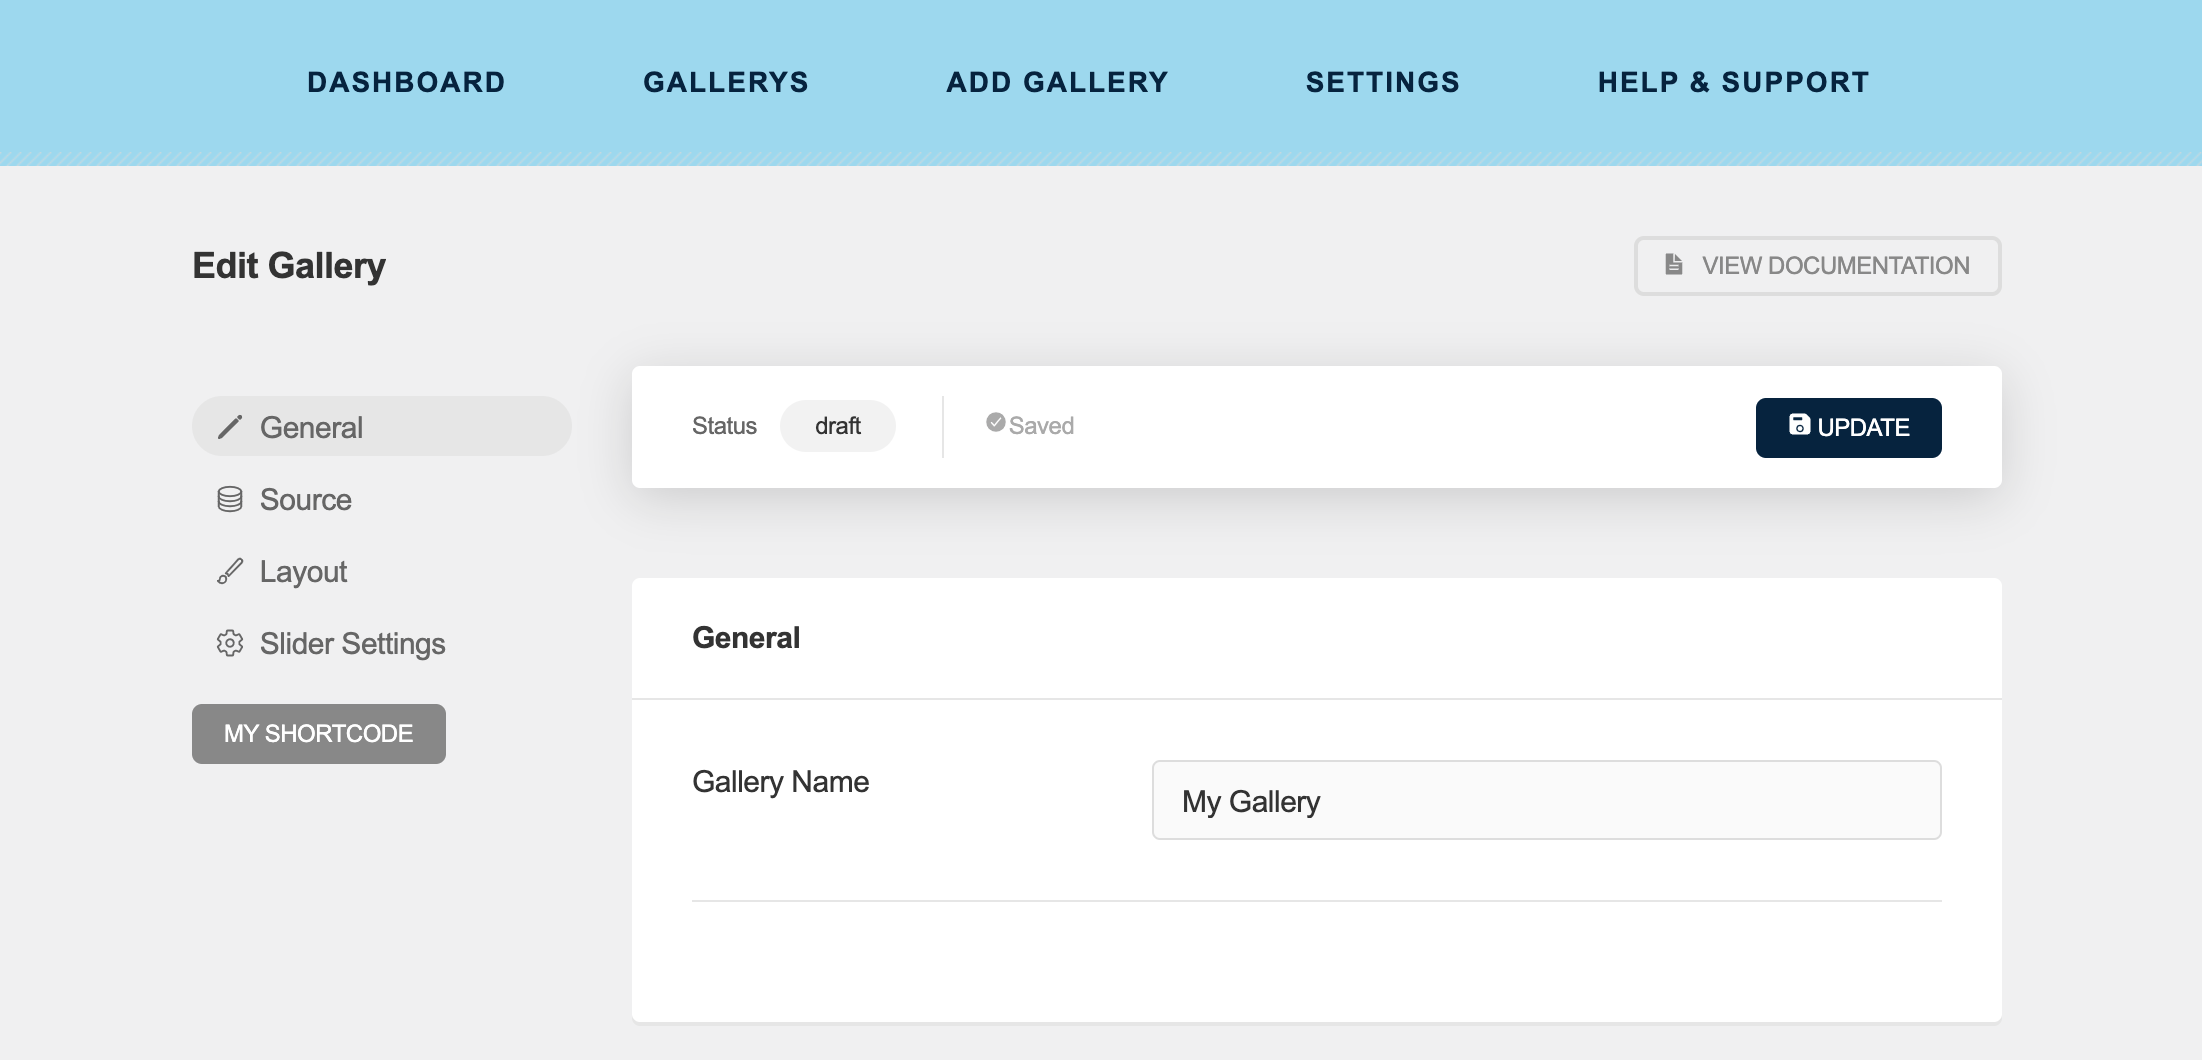 DASHBOARD GALLERYS ADD GALLERY SETTINGS HELP & SUPPORT
Edit Gallery
VIEW DOCUMENTATION
General
Source
Layout
Slider Settings
MY SHORTCODE
Status draft Saved UPDATE
General
Gallery Name My Gallery